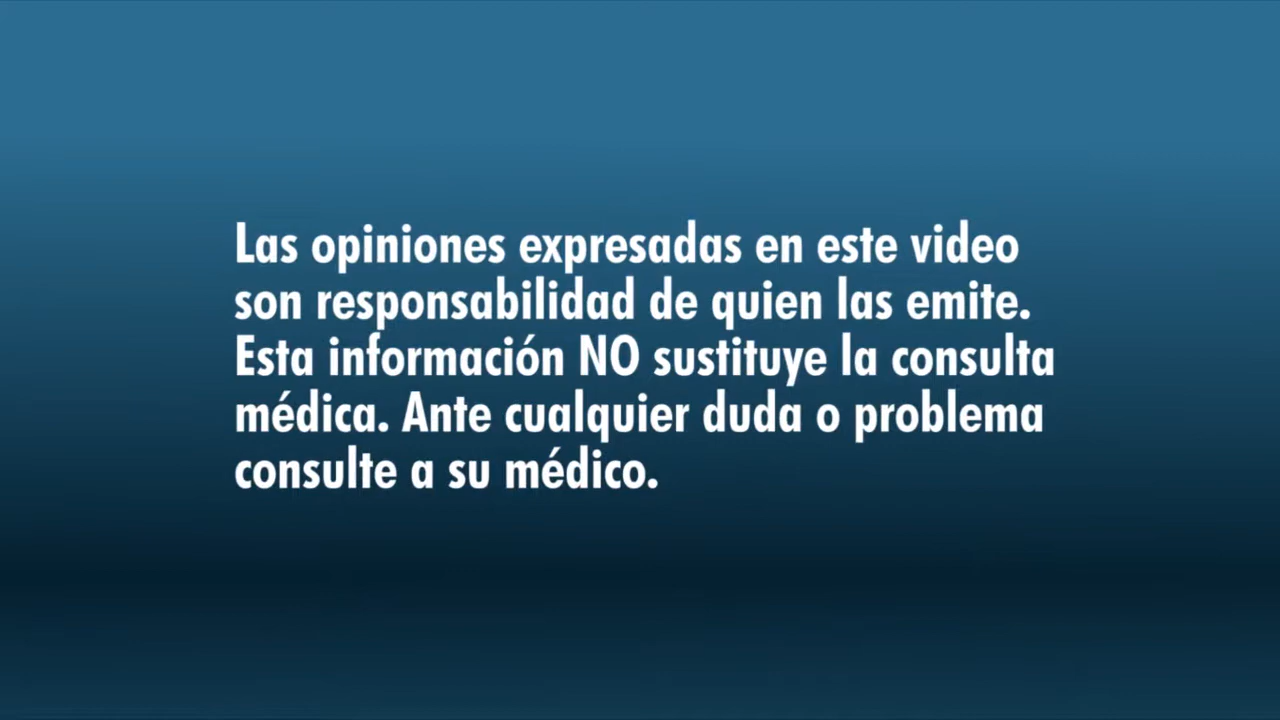 Las opiniones expresadas en este video
son responsabilidad de quien las emite.
Esta información NO sustituye la consulta
médica. Ante cualquier duda o problema
consulte a su médico.